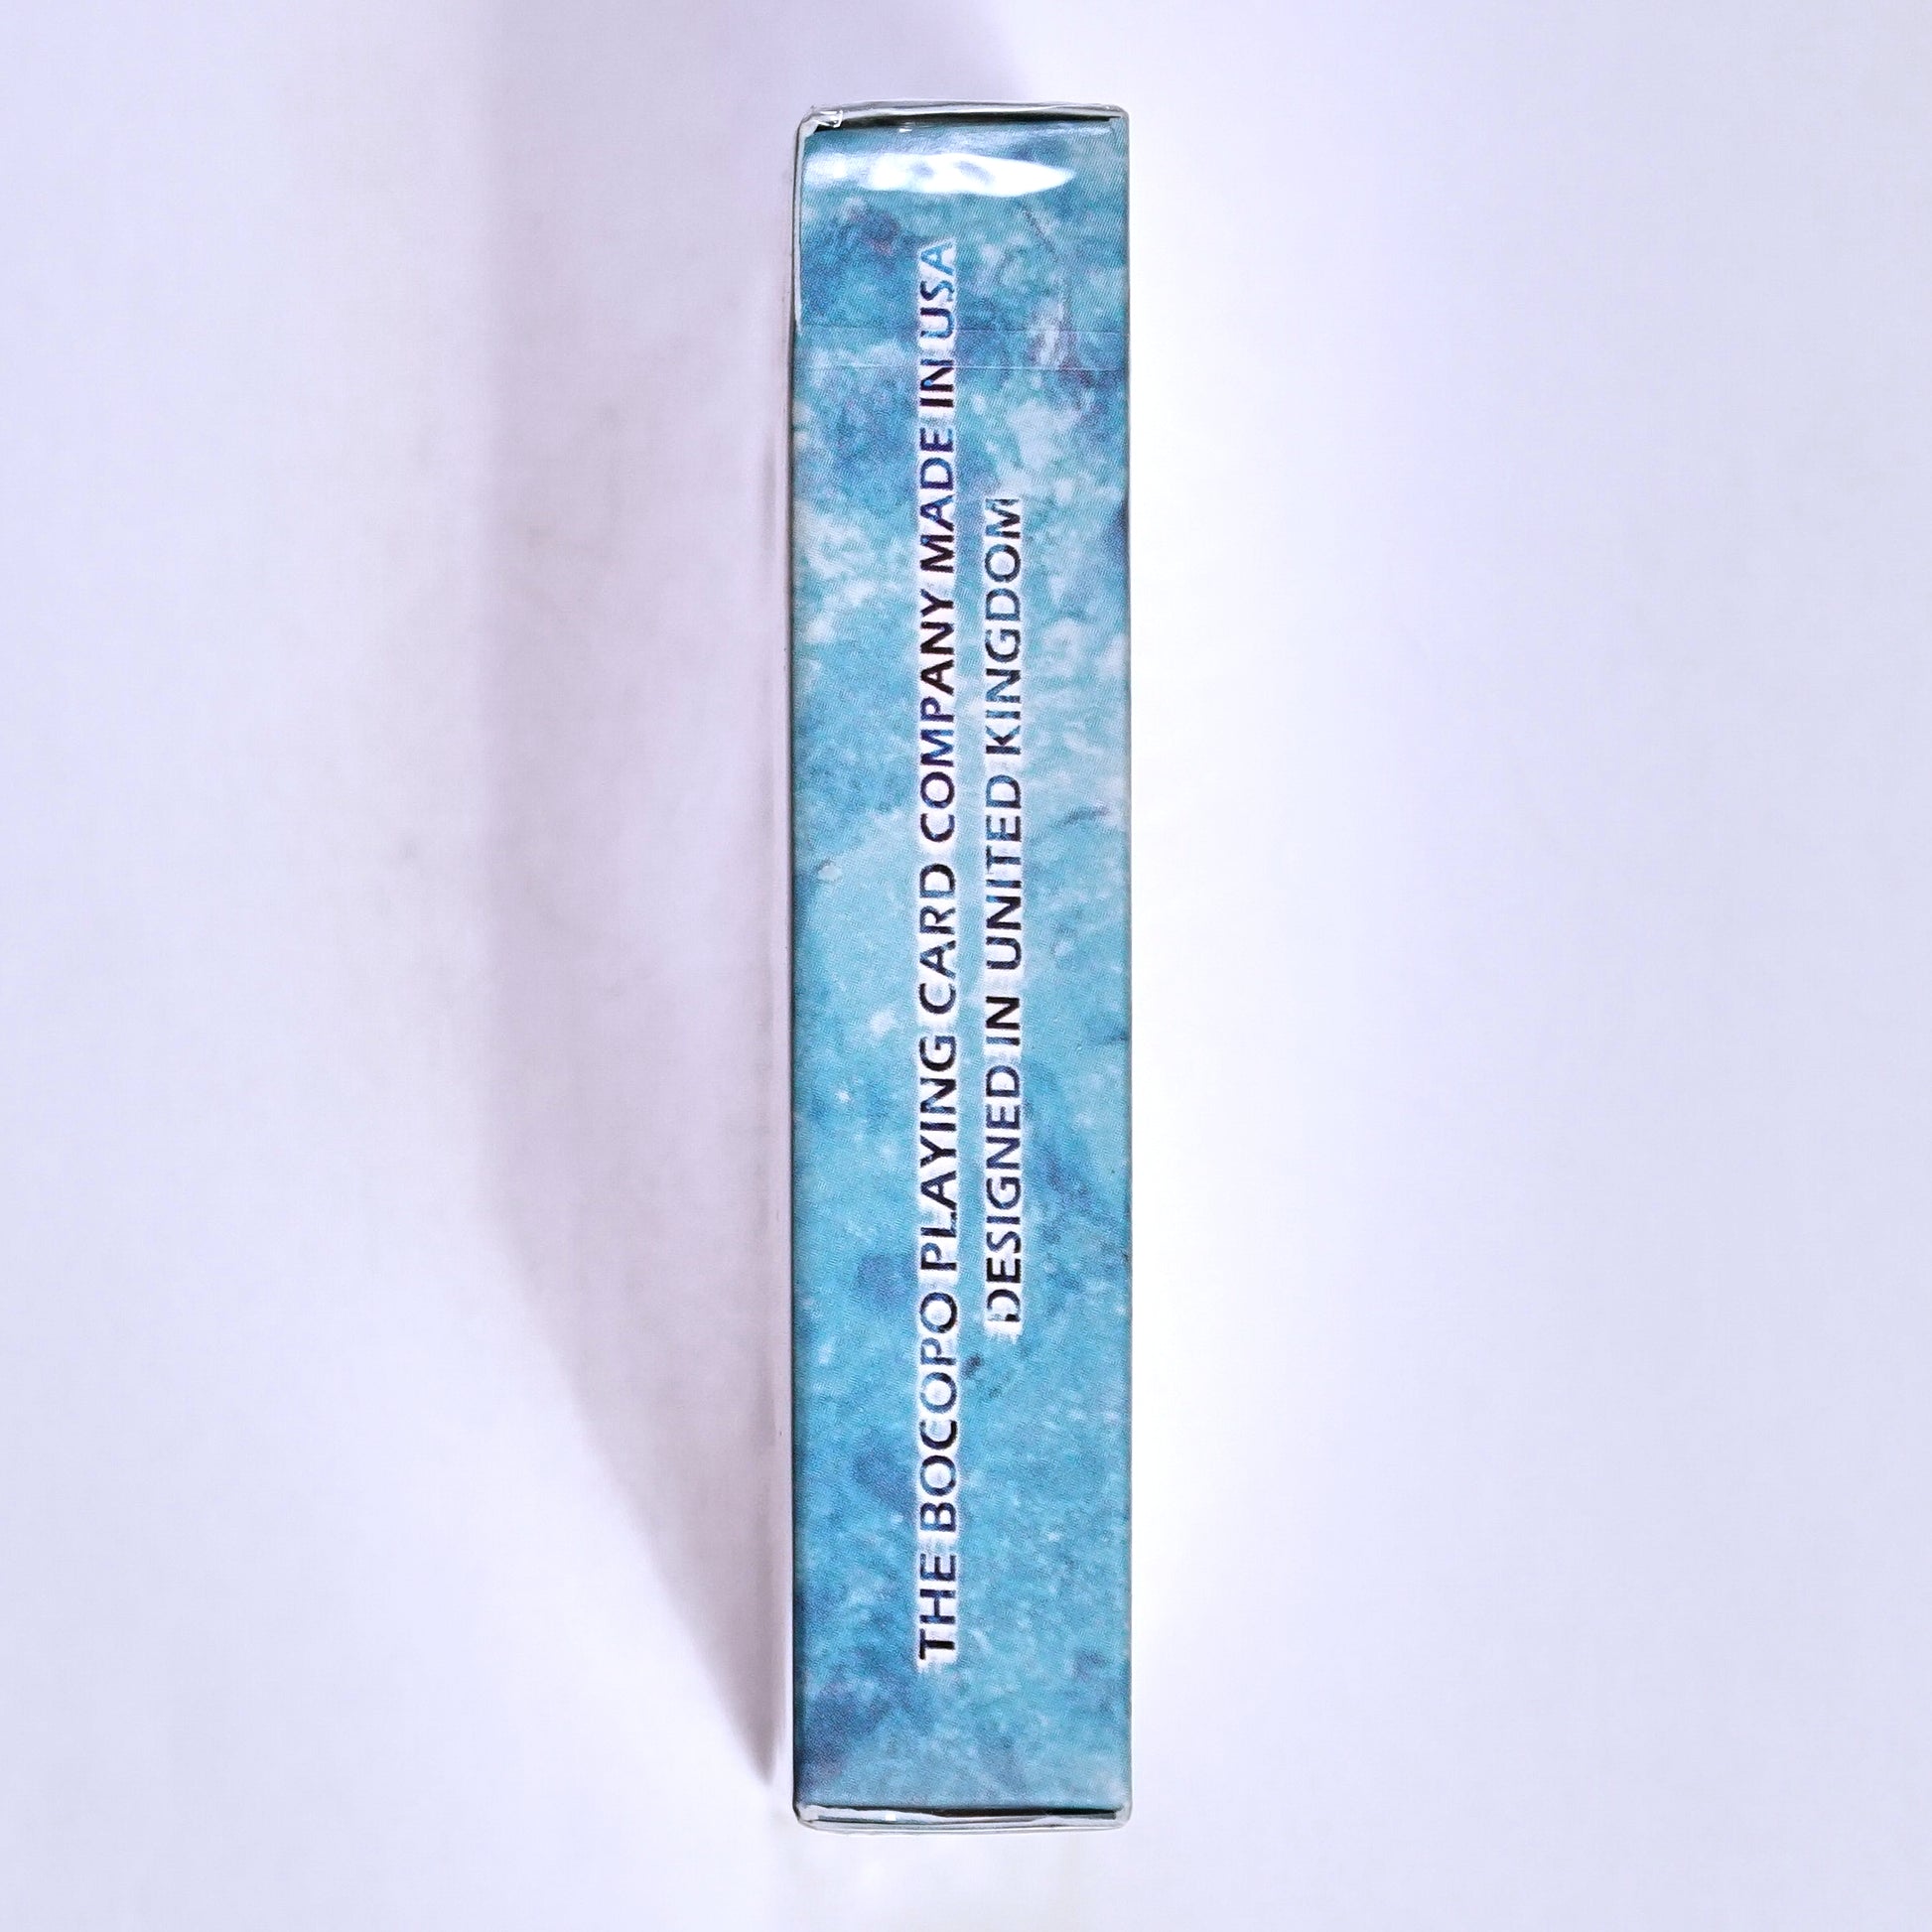 THE BOCOPO PLAYING CARD COMPANY MADE IN USA
DESIGNED IN UNITED KINGDOM